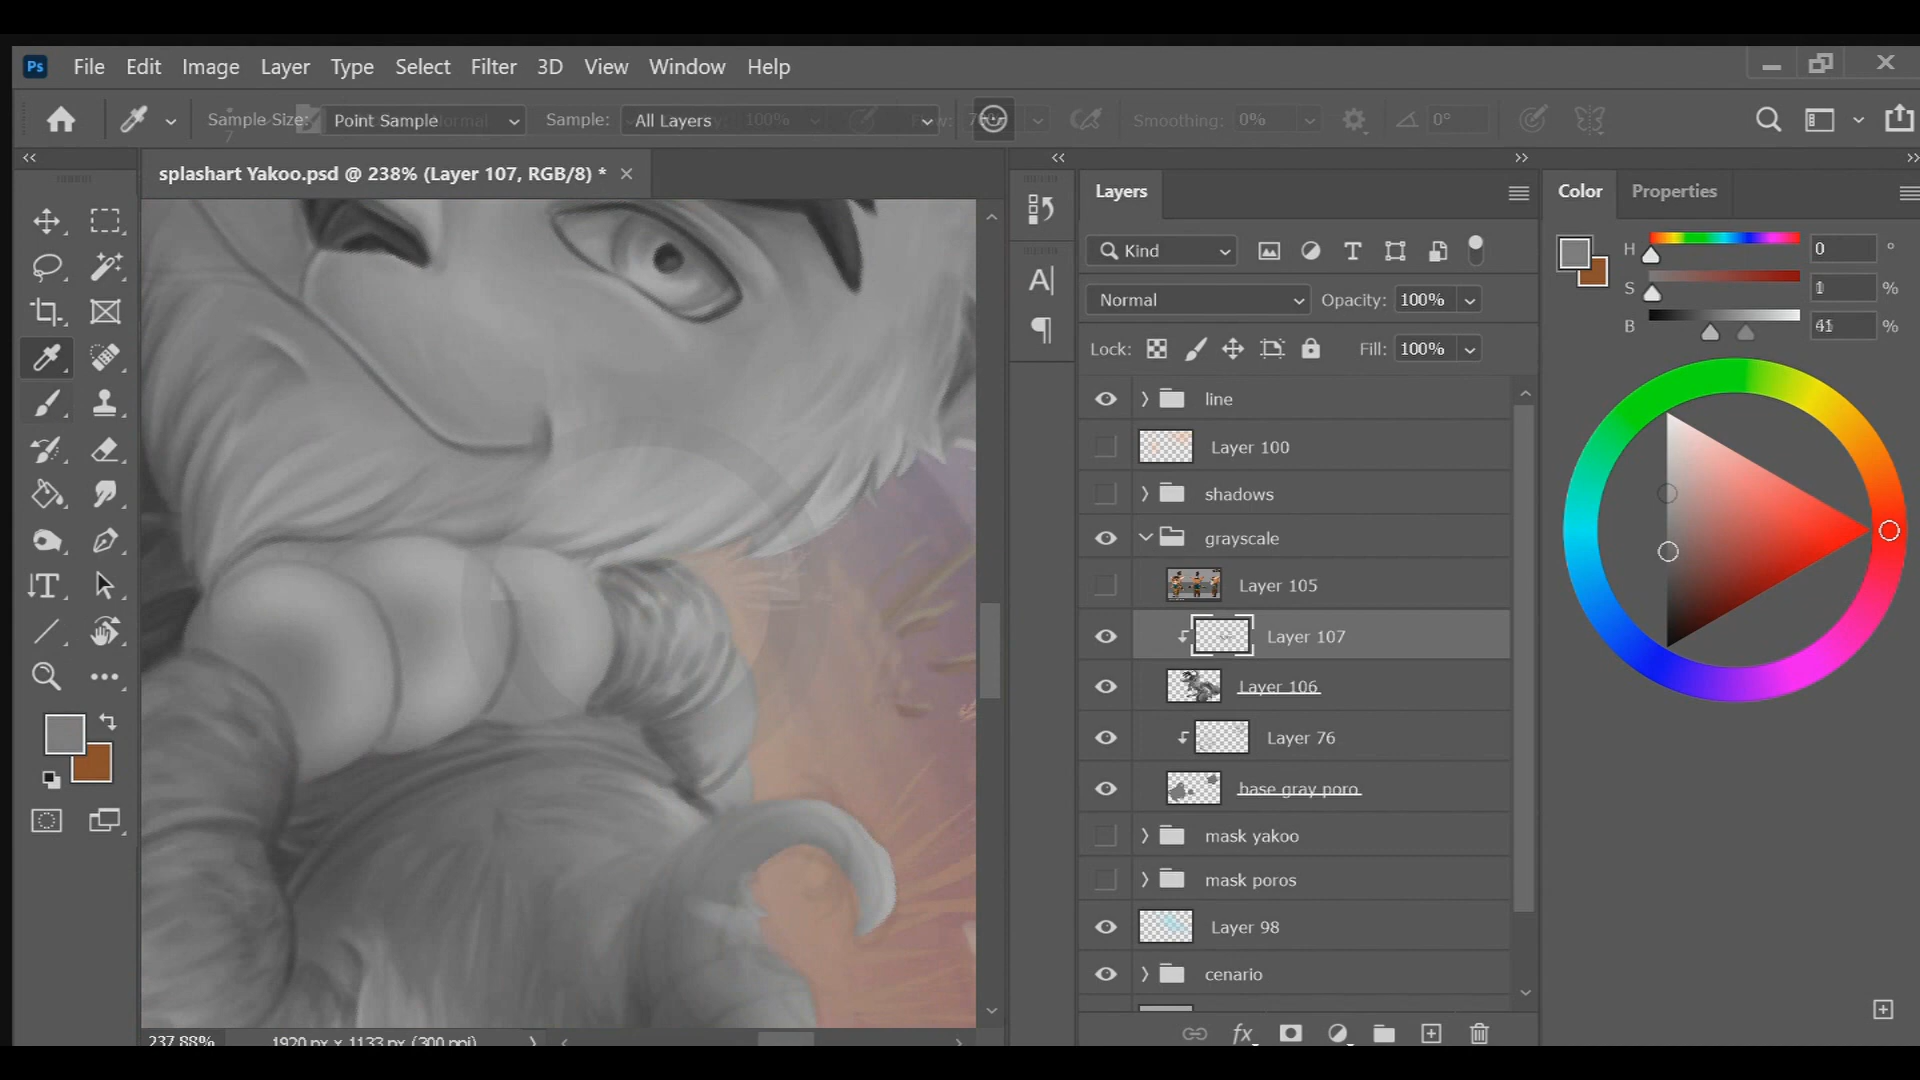 Ps File Edit Image Layer Type Select Filter 3D View Window Help
Sample Size: Point Sample Sample: All Layers Smoothing: 0% 0°
splashart Yakoo.psd @ 238% (Layer 107, RGB/8) *
Layers
Color Properties
Kind
H 0 °
Normal Opacity: 100%
S %
B %
Lock: Fill: 100%
line
Layer 100
shadows
grayscale
Layer 105
Layer 107
Layer 106
Layer 76
base gray poro
mask yakoo
mask poros
Layer 98
cenario
237.88% 1920 px x 1133 px (300 ppi)